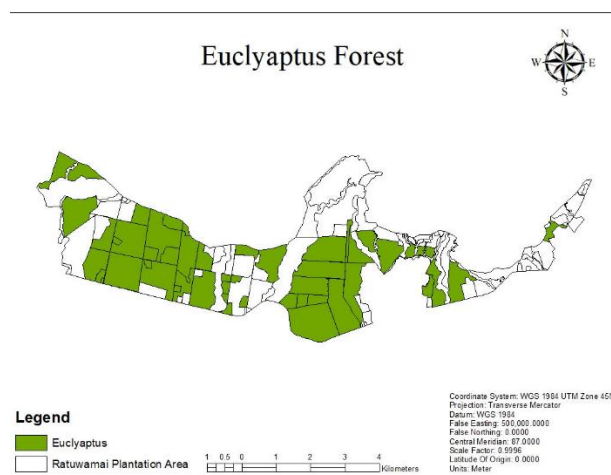 Euclyaptus Forest
N
W E
S
Legend
Euclyaptus
Ratuwamai Plantation Area
1 0.5 0 1 2 3 4
Kilometers
Coordinate System: WGS 1984 UTM Zone 45N
Projection: Transverse Mercator
Datum: WGS 1984
False Easting: 500,000.0000
False Northing: 0.0000
Central Meridian: 87.0000
Scale Factor: 0.9996
Latitude Of Origin: 0.0000
Units: Meter